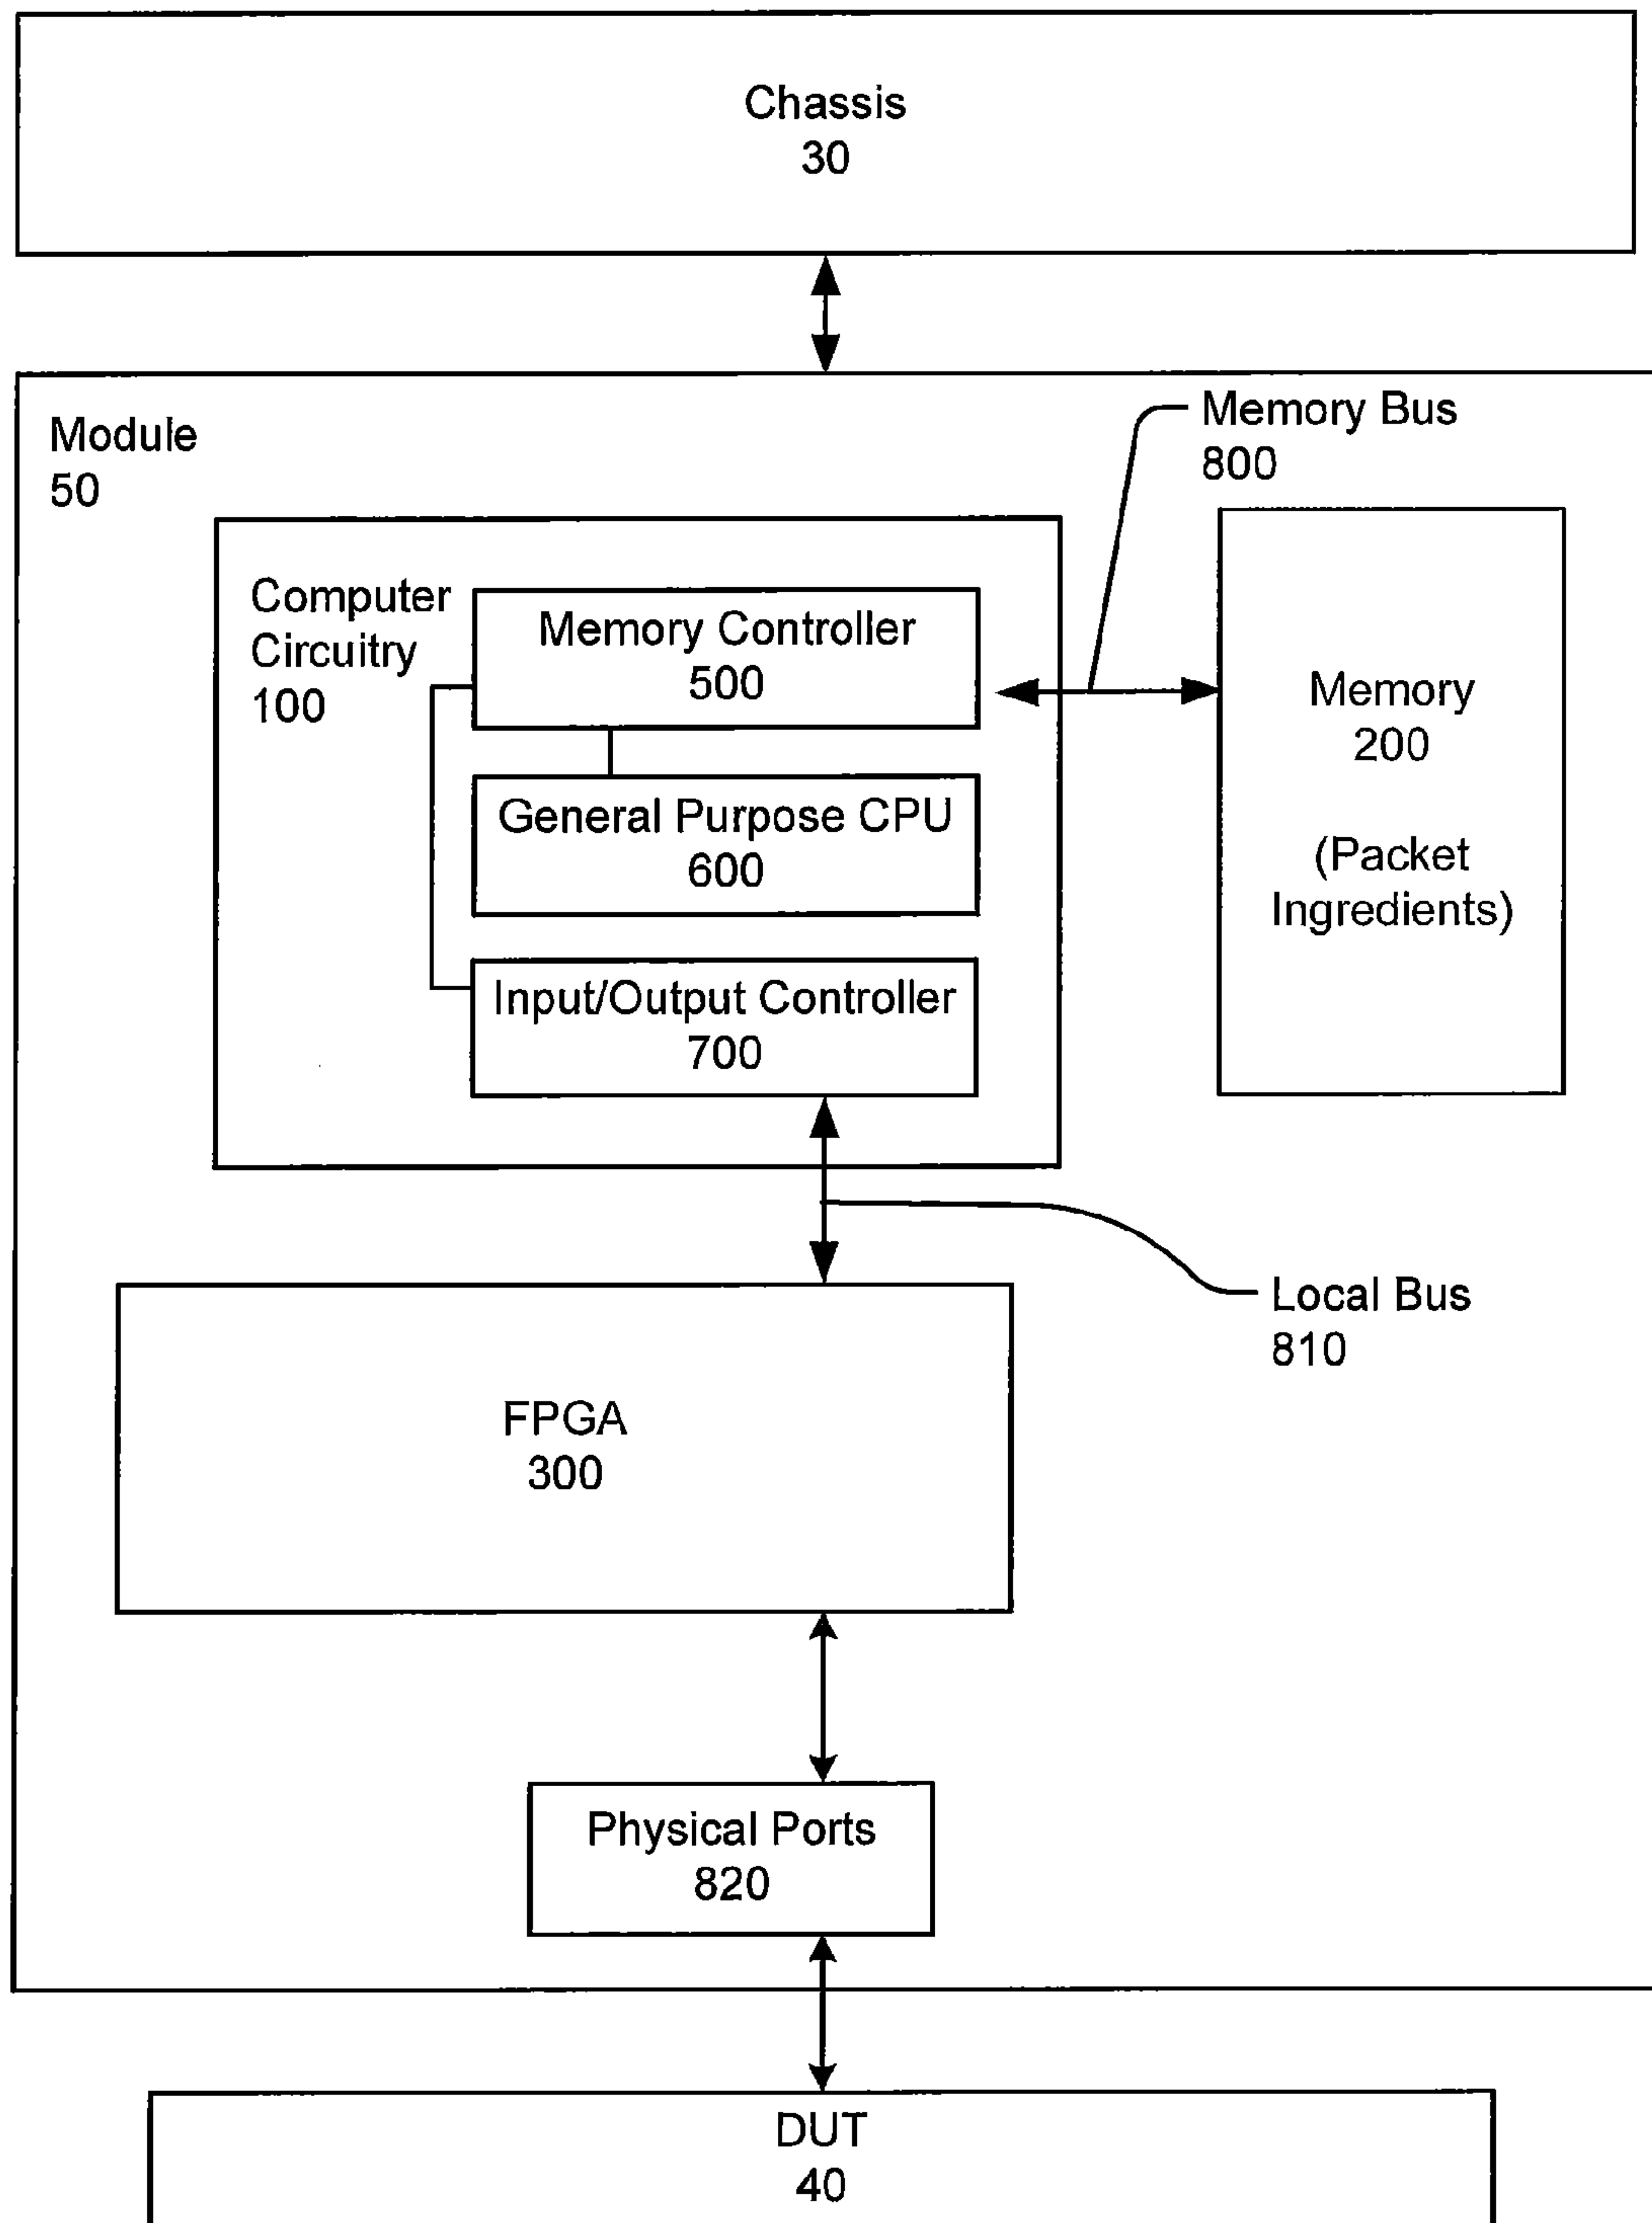 Chassis
30
Module
50
Memory Bus
800
Computer
Circuitry
100
Memory Controller
500
General Purpose CPU
600
Input/Output Controller
700
Memory
200
(Packet
Ingredients)
Local Bus
810
FPGA
300
Physical Ports
820
DUT
40